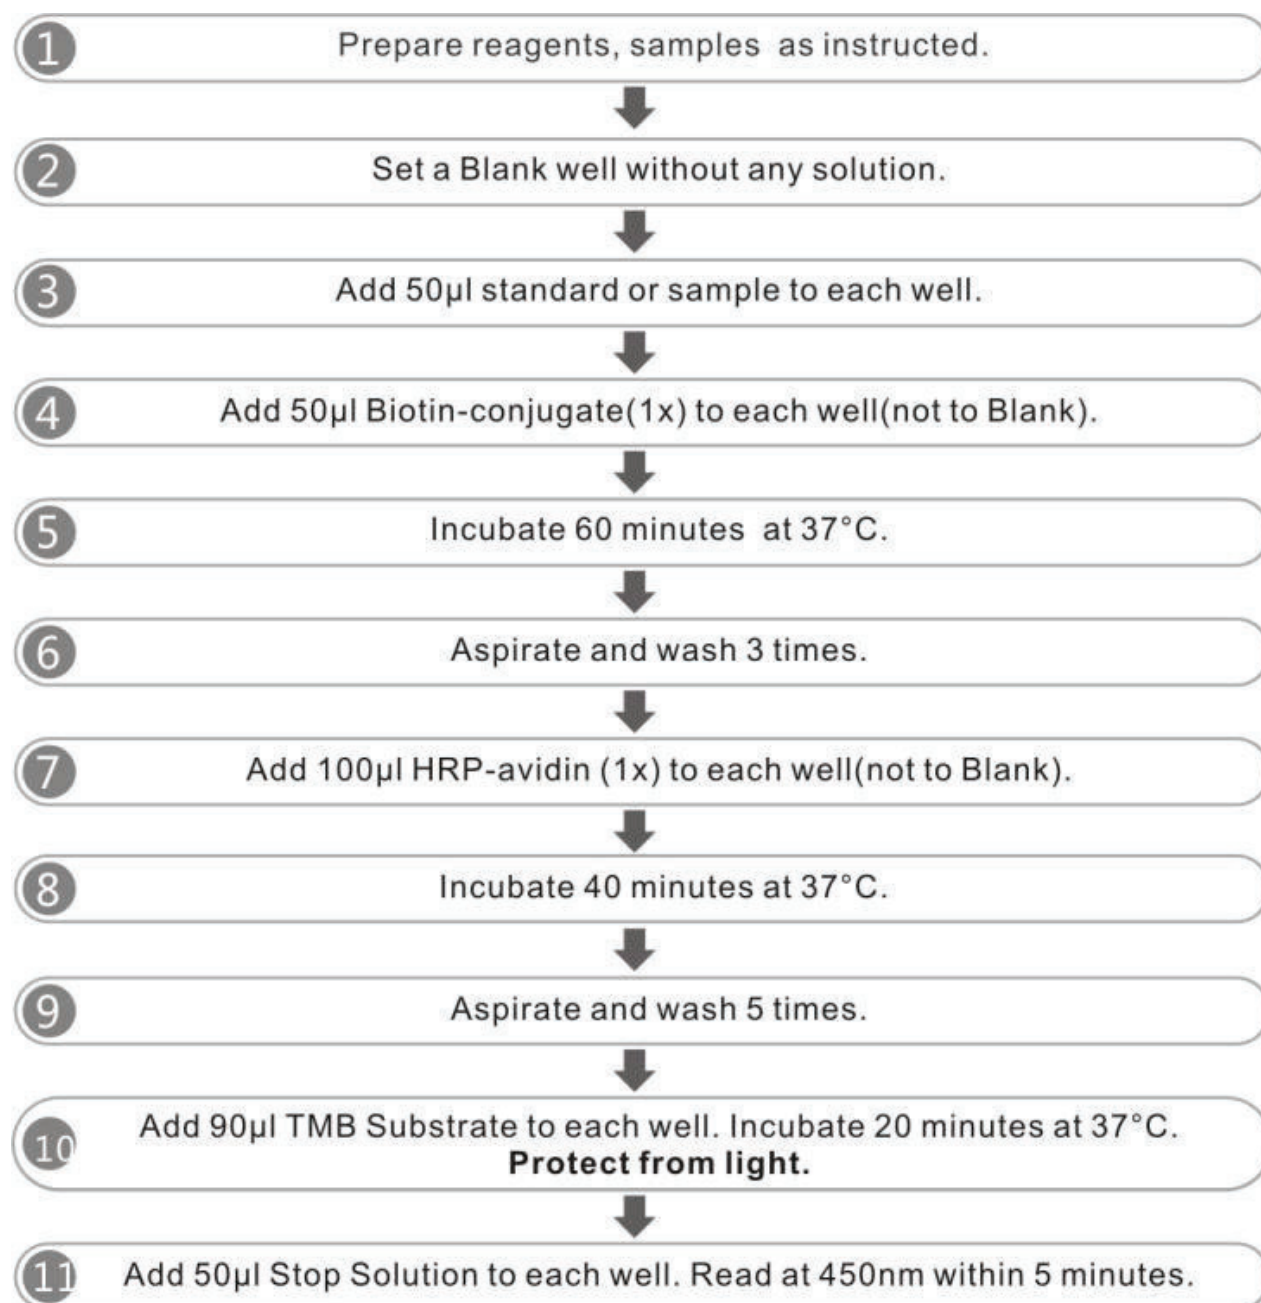 1 Prepare reagents, samples as instructed.
2 Set a Blank well without any solution.
3 Add 50µl standard or sample to each well.
4 Add 50µl Biotin-conjugate(1x) to each well(not to Blank).
5 Incubate 60 minutes at 37°C.
6 Aspirate and wash 3 times.
7 Add 100µl HRP-avidin (1x) to each well(not to Blank).
8 Incubate 40 minutes at 37°C.
9 Aspirate and wash 5 times.
10 Add 90µl TMB Substrate to each well. Incubate 20 minutes at 37°C.
Protect from light.
11 Add 50µl Stop Solution to each well. Read at 450nm within 5 minutes.